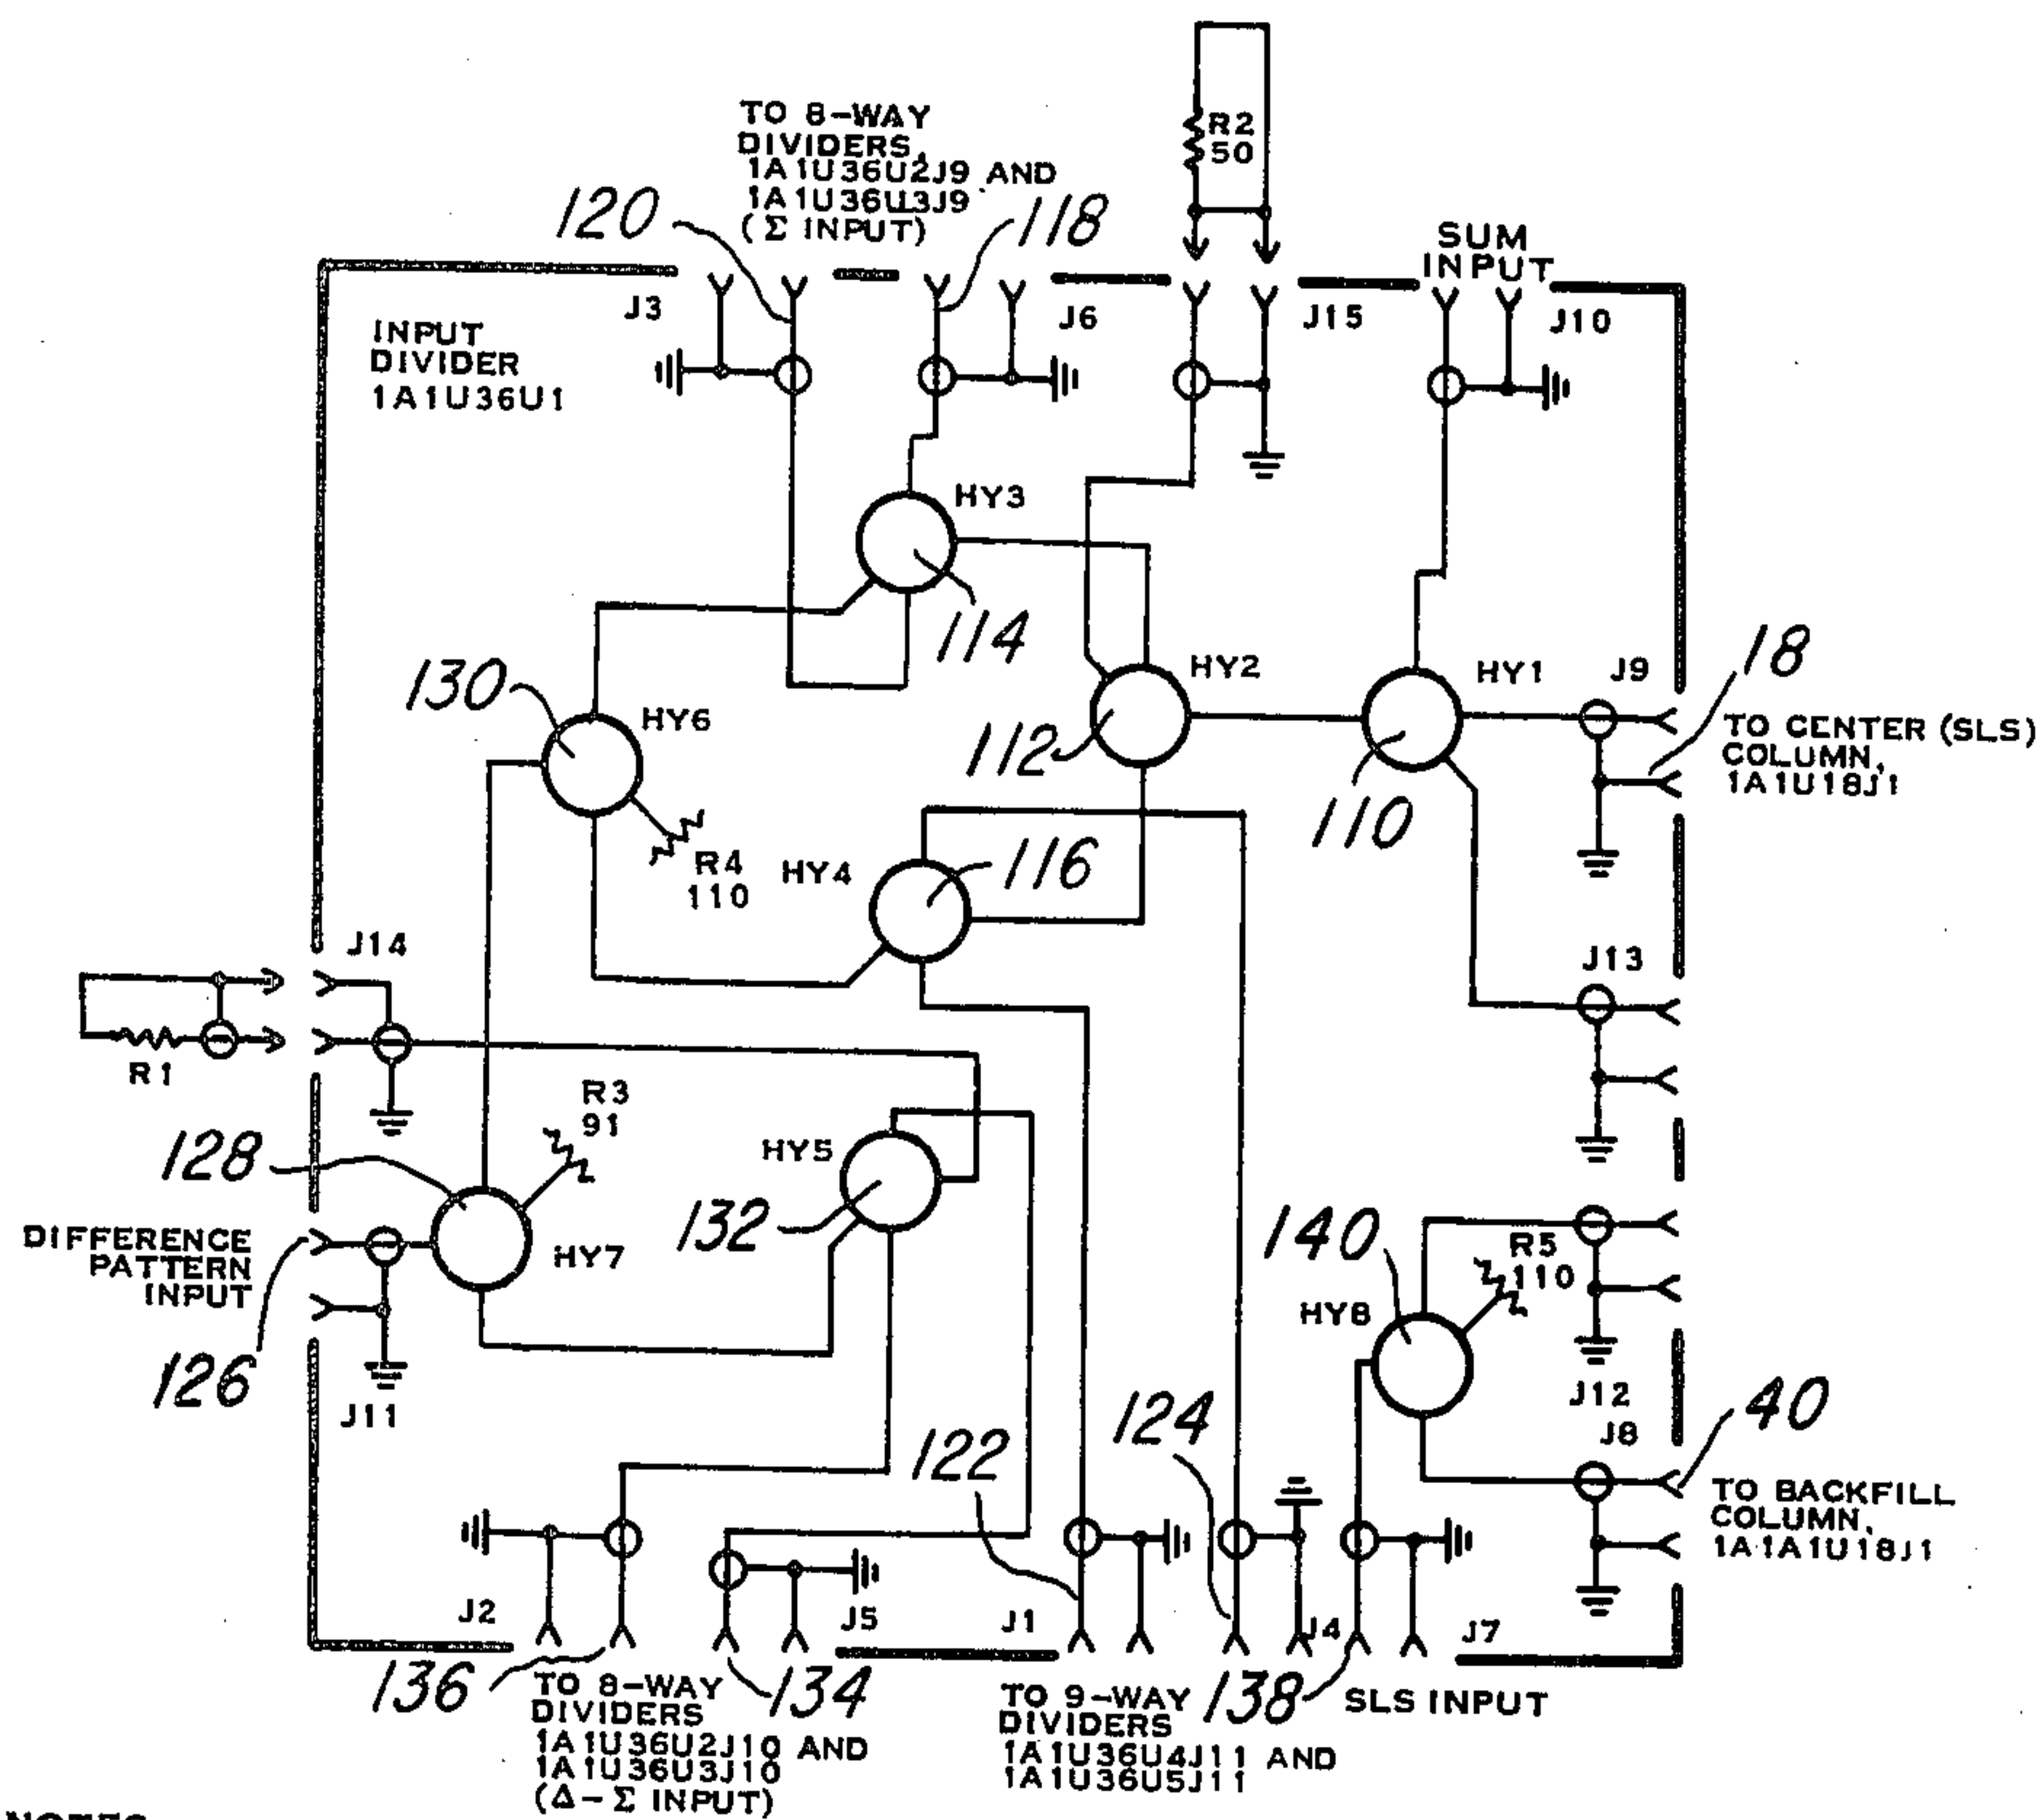 TO 8-WAY
DIVIDERS,
1A1U36U2J9 AND
1A1U36U3J9
(Σ INPUT)
R2
50
120
118
SUM
INPUT
J3
J6
J15
J10
INPUT
DIVIDER
1A1U36U1
HY3
114
130
HY6
HY2
HY1
J9
18
112
110
TO CENTER (SLS)
COLUMN,
1A1U18J1
R4
110
HY4
116
J14
J13
R1
R3
91
128
HY5
132
DIFFERENCE
PATTERN
INPUT
HY7
140
R5
110
HY8
126
J11
J12
J8
40
122
124
TO BACKFILL
COLUMN,
1A1A1U18J1
J2
J5
J1
J4
J7
136
134
138
SLS INPUT
TO 8-WAY
DIVIDERS
1A1U36U2J10 AND
1A1U36U3J10
(Δ-Σ INPUT)
TO 9-WAY
DIVIDERS
1A1U36U4J11 AND
1A1U36U5J11